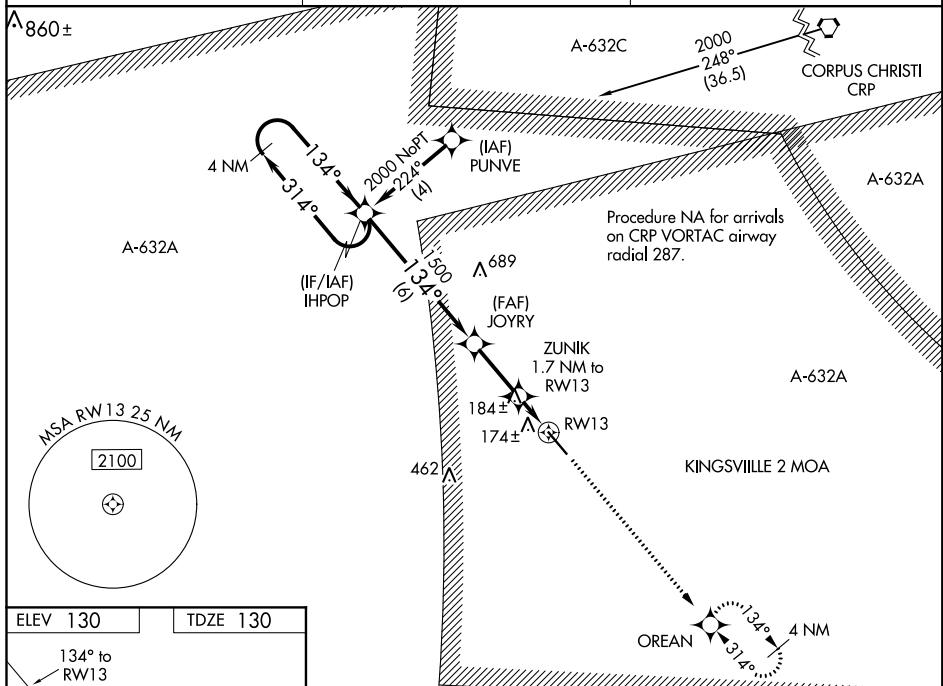 860±
A-632C
2000
248°
(36.5)
CORPUS CHRISTI
CRP
4 NM
134°
314°
2000 NoPT
224°
(4)
(IAF)
PUNVE
A-632A
A-632A
Procedure NA for arrivals
on CRP VORTAC airway
radial 287.
(IF/IAF)
IHPOP
1500
134°
(6)
689
(FAF)
JOYRY
ZUNIK
1.7 NM to
RW13
A-632A
184±
174±
RW13
MSA RW13 25 NM
2100
462
KINGSVIILLE 2 MOA
ELEV 130
TDZE 130
134° to
RW13
OREAN
134°
314°
4 NM